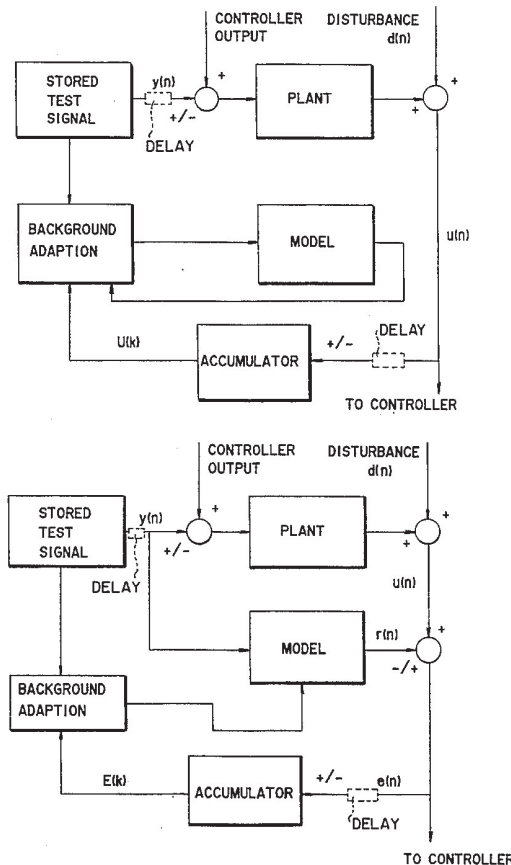 CONTROLLER
OUTPUT
DISTURBANCE
d(n)
STORED
TEST
SIGNAL
y(n)
+
+/-
DELAY
PLANT
+
+
BACKGROUND
ADAPTION
MODEL
u(n)
U(k)
ACCUMULATOR
+/-
DELAY
TO CONTROLLER
CONTROLLER
OUTPUT
DISTURBANCE
d(n)
STORED
TEST
SIGNAL
y(n)
+
+/-
DELAY
PLANT
+
+
u(n)
MODEL
r(n)
+
-/+
BACKGROUND
ADAPTION
E(k)
ACCUMULATOR
+/-
e(n)
DELAY
TO CONTROLLER